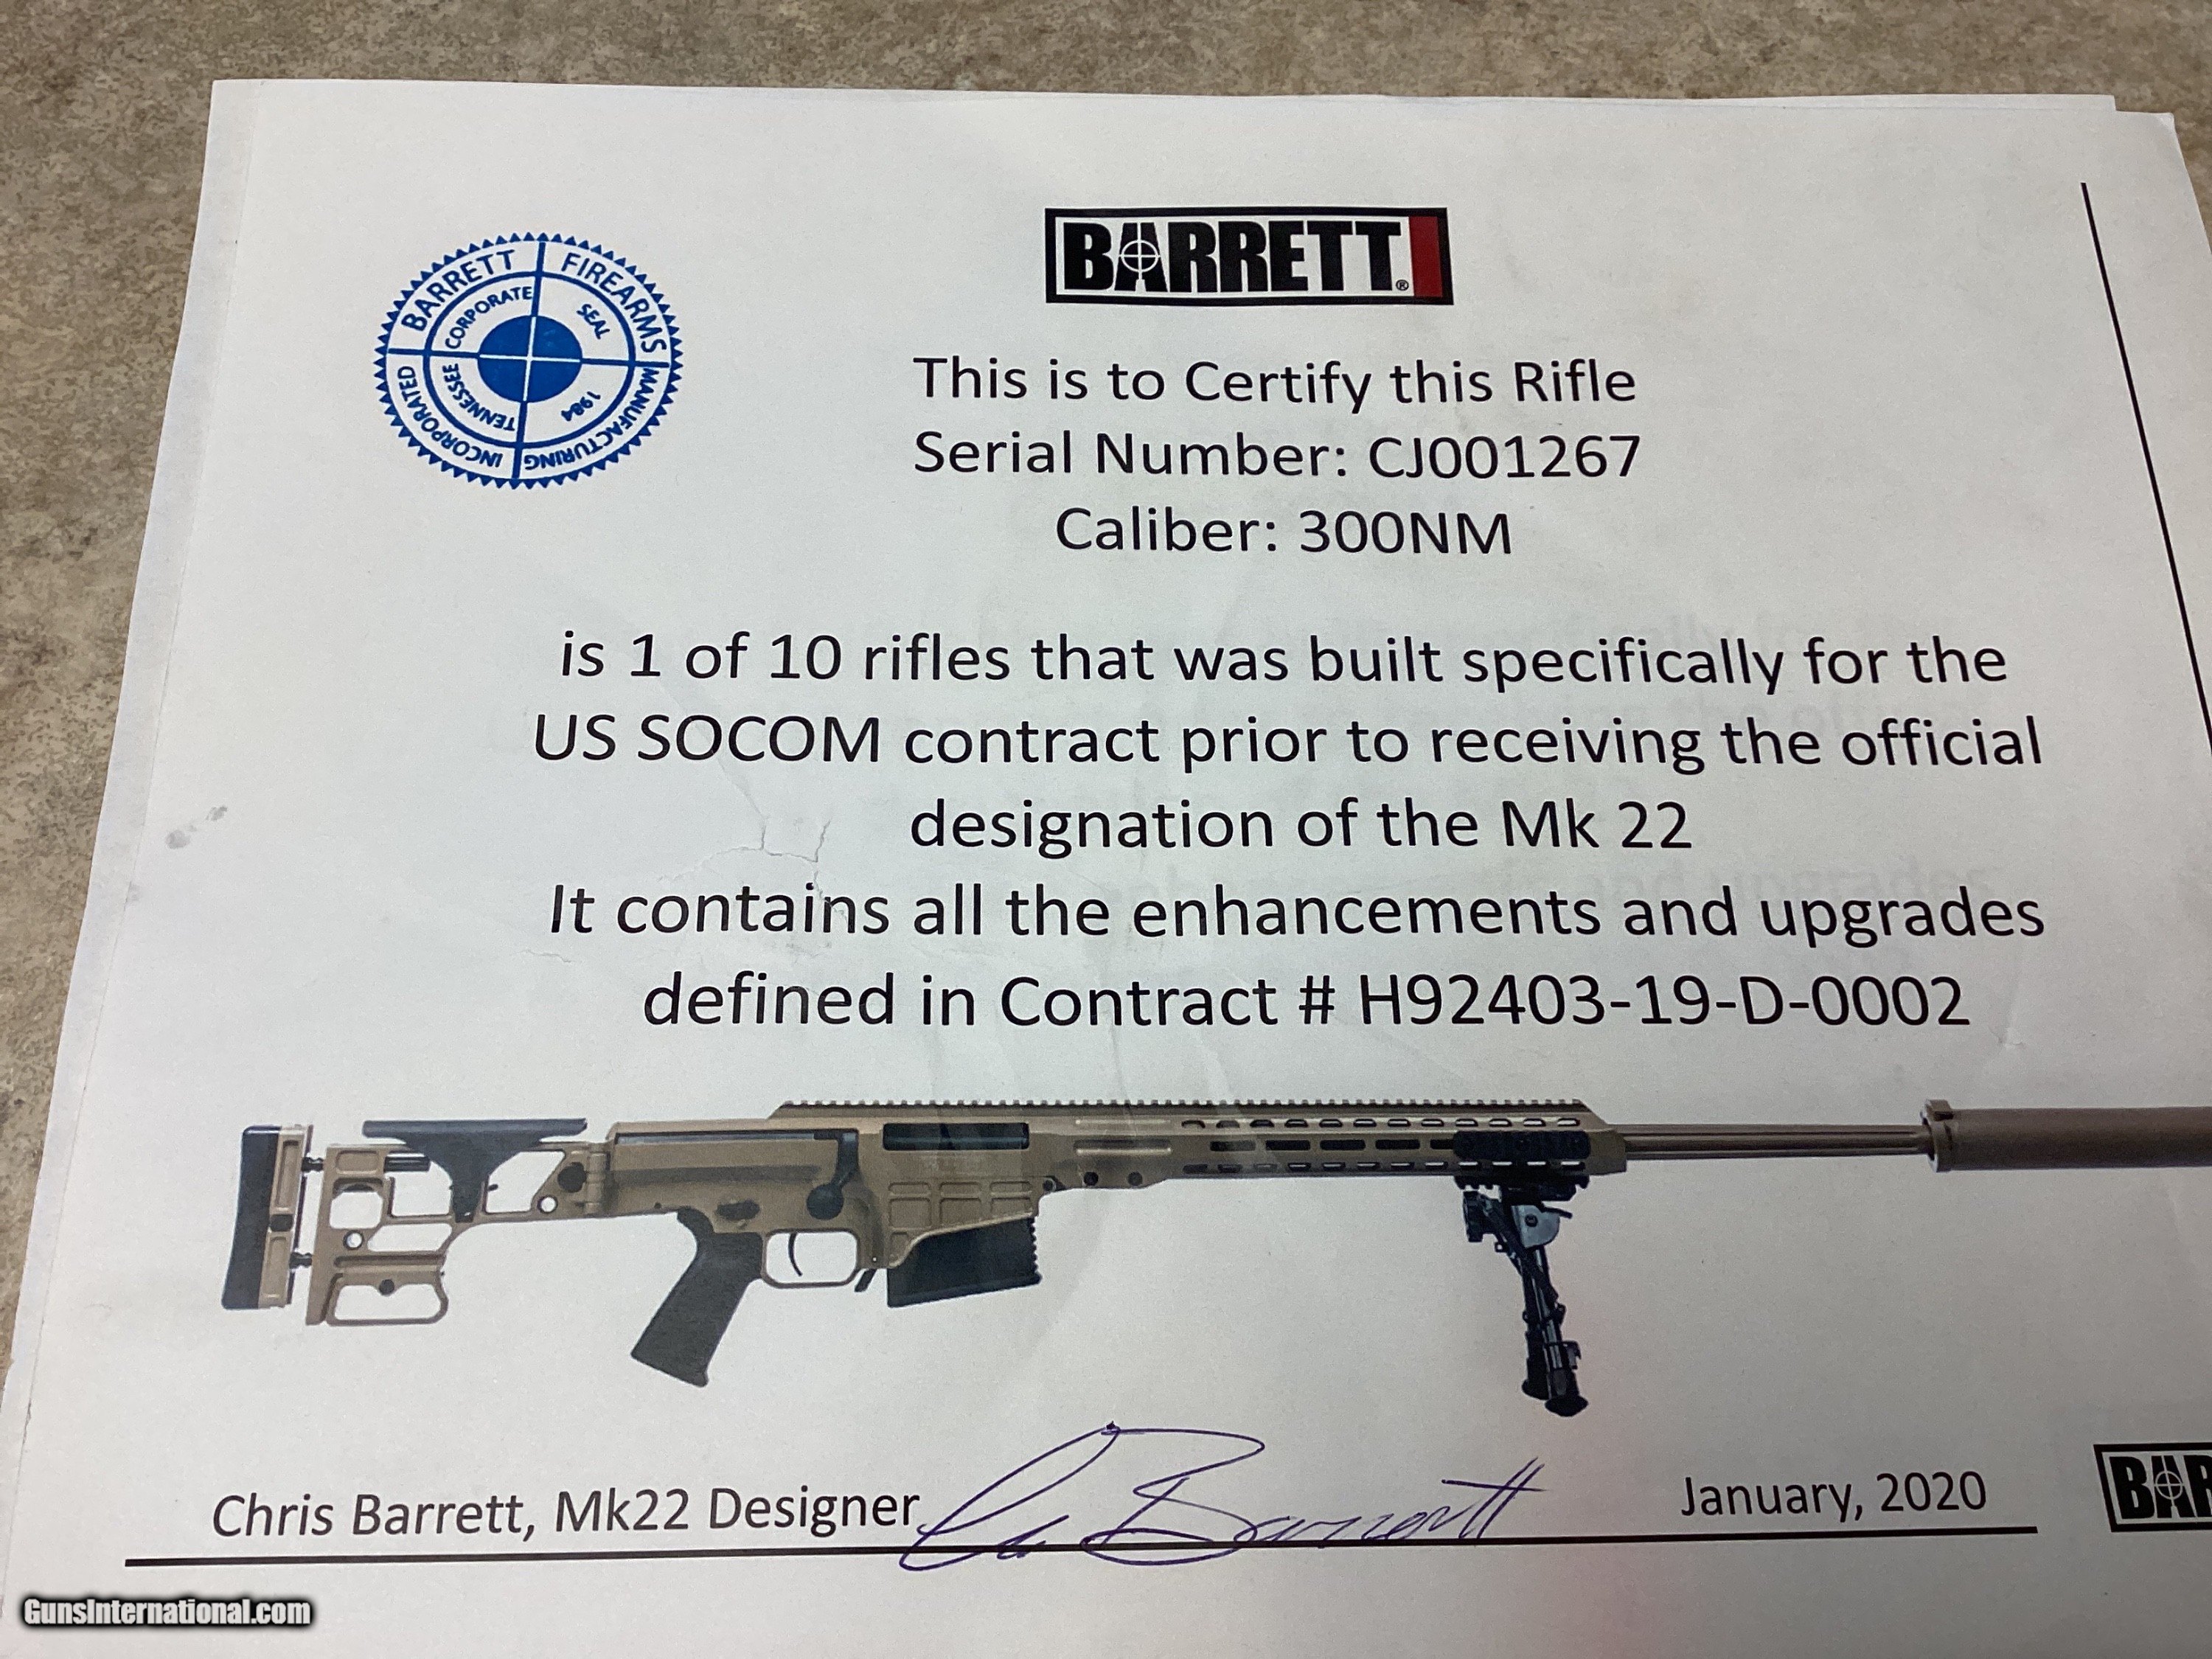 BARRETT FIREARMS MANUFACTURING INCORPORATED
CORPORATE SEAL 1984 TENNESSEE
BARRETT®
This is to Certify this Rifle
Serial Number: CJ001267
Caliber: 300NM
is 1 of 10 rifles that was built specifically for the
US SOCOM contract prior to receiving the official
designation of the Mk 22
It contains all the enhancements and upgrades
defined in Contract # H92403-19-D-0002
Chris Barrett, Mk22 Designer
January, 2020
BAR
GunsInternational.com